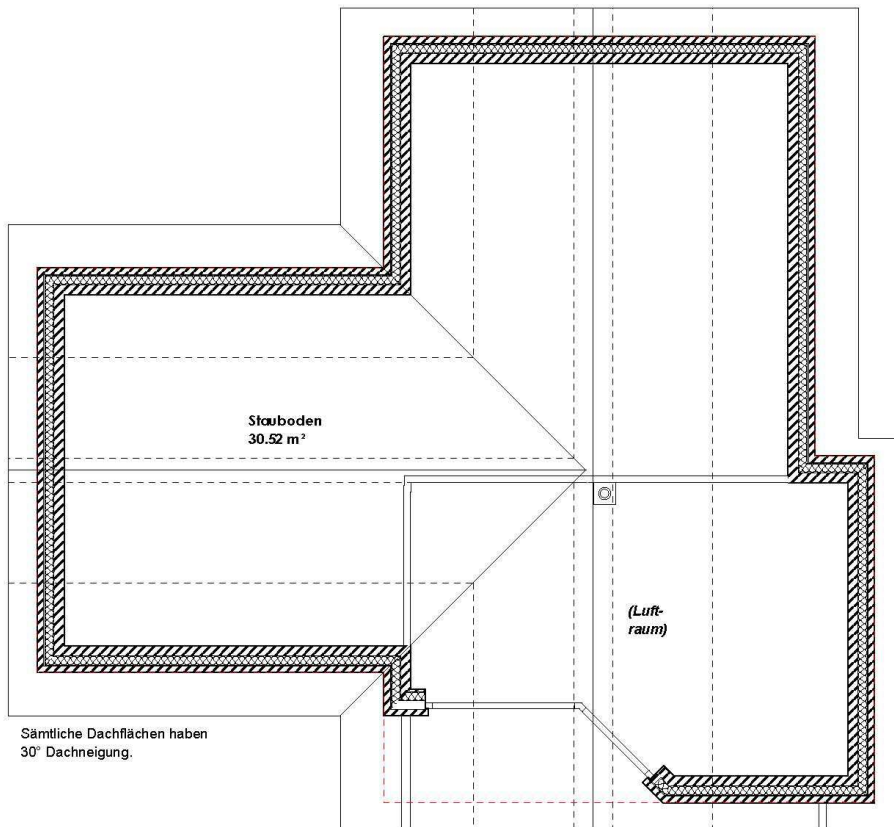 Stauboden
30.52 m²
(Luft-
raum)
Sämtliche Dachflächen haben
30° Dachneigung.